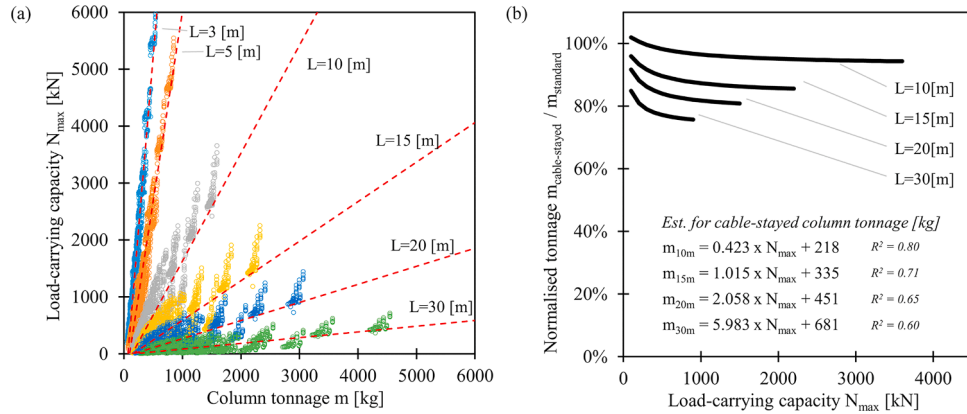 (a)
Load-carrying capacity Nmax [kN]
6000
5000
4000
3000
2000
1000
0
0 1000 2000 3000 4000 5000 6000
Column tonnage m [kg]
L=3 [m]
L=5 [m]
L=10 [m]
L=15 [m]
L=20 [m]
L=30 [m]
(b)
Normalised tonnage mcable-stayed / mstandard
100%
80%
60%
40%
20%
0%
0 1000 2000 3000 4000
Load-carrying capacity Nmax [kN]
L=10[m]
L=15[m]
L=20[m]
L=30[m]
Est. for cable-stayed column tonnage [kg]
m10m = 0.423 x Nmax + 218 R² = 0.80
m15m = 1.015 x Nmax + 335 R² = 0.71
m20m = 2.058 x Nmax + 451 R² = 0.65
m30m = 5.983 x Nmax + 681 R² = 0.60